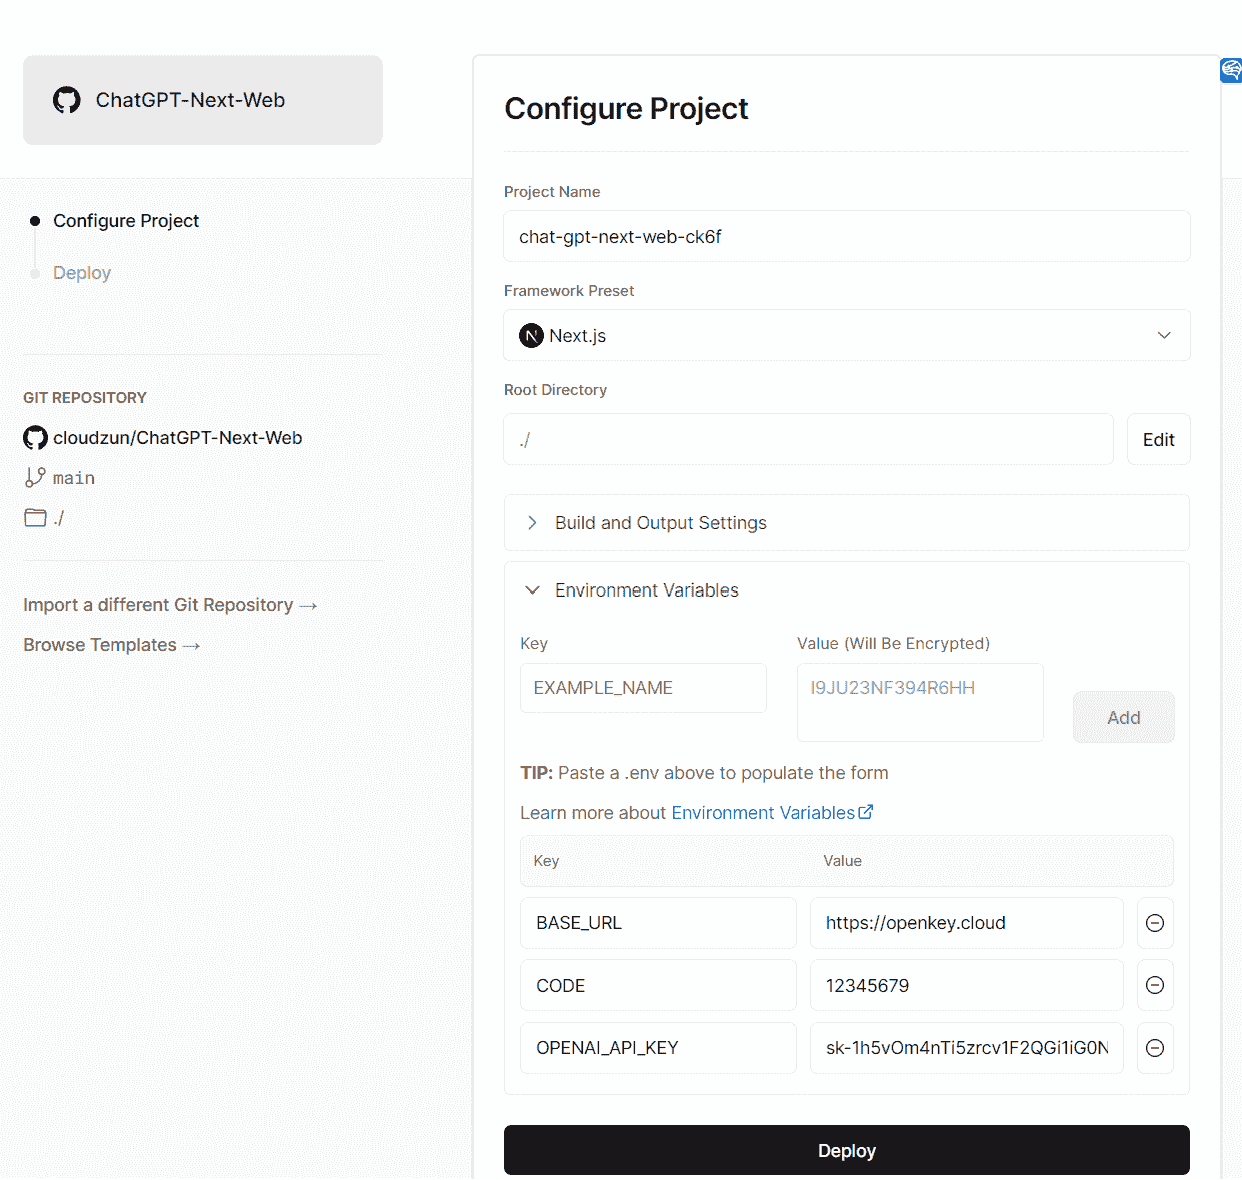 ChatGPT-Next-Web
Configure Project
Deploy
GIT REPOSITORY
cloudzun/ChatGPT-Next-Web
main
./
Import a different Git Repository →
Browse Templates →
Configure Project
Project Name
chat-gpt-next-web-ck6f
Framework Preset
N Next.js
Root Directory
./ Edit
Build and Output Settings
Environment Variables
Key Value (Will Be Encrypted)
EXAMPLE_NAME I9JU23NF394R6HH
Add
TIP: Paste a .env above to populate the form
Learn more about Environment Variables
Key Value
BASE_URL https://openkey.cloud
CODE 12345679
OPENAI_API_KEY sk-1h5vOm4nTi5zrcv1F2QGi1iG0N
Deploy